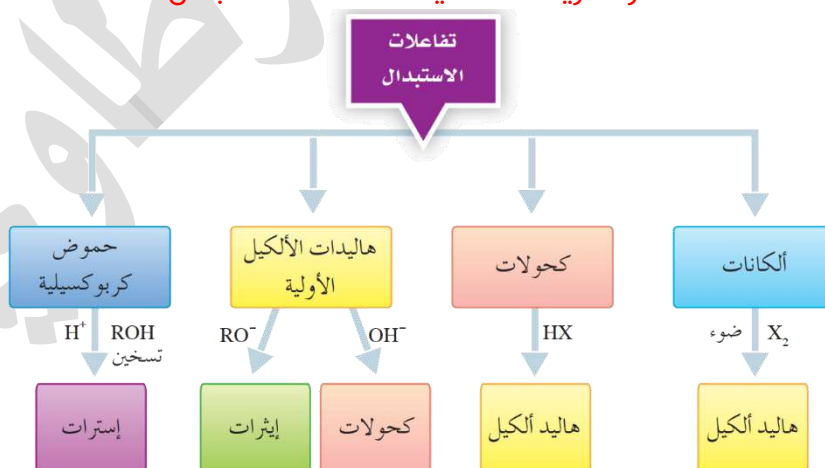 تفاعلات
الاستبدال
ألكانات
كحولات
هاليدات الألكيل
الأولية
حموض
كربوكسيلية
X₂ ضوء
HX
OH⁻
RO⁻
ROH H⁺
تسخين
هاليد ألكيل
هاليد ألكيل
كحولات
إيثرات
إسترات